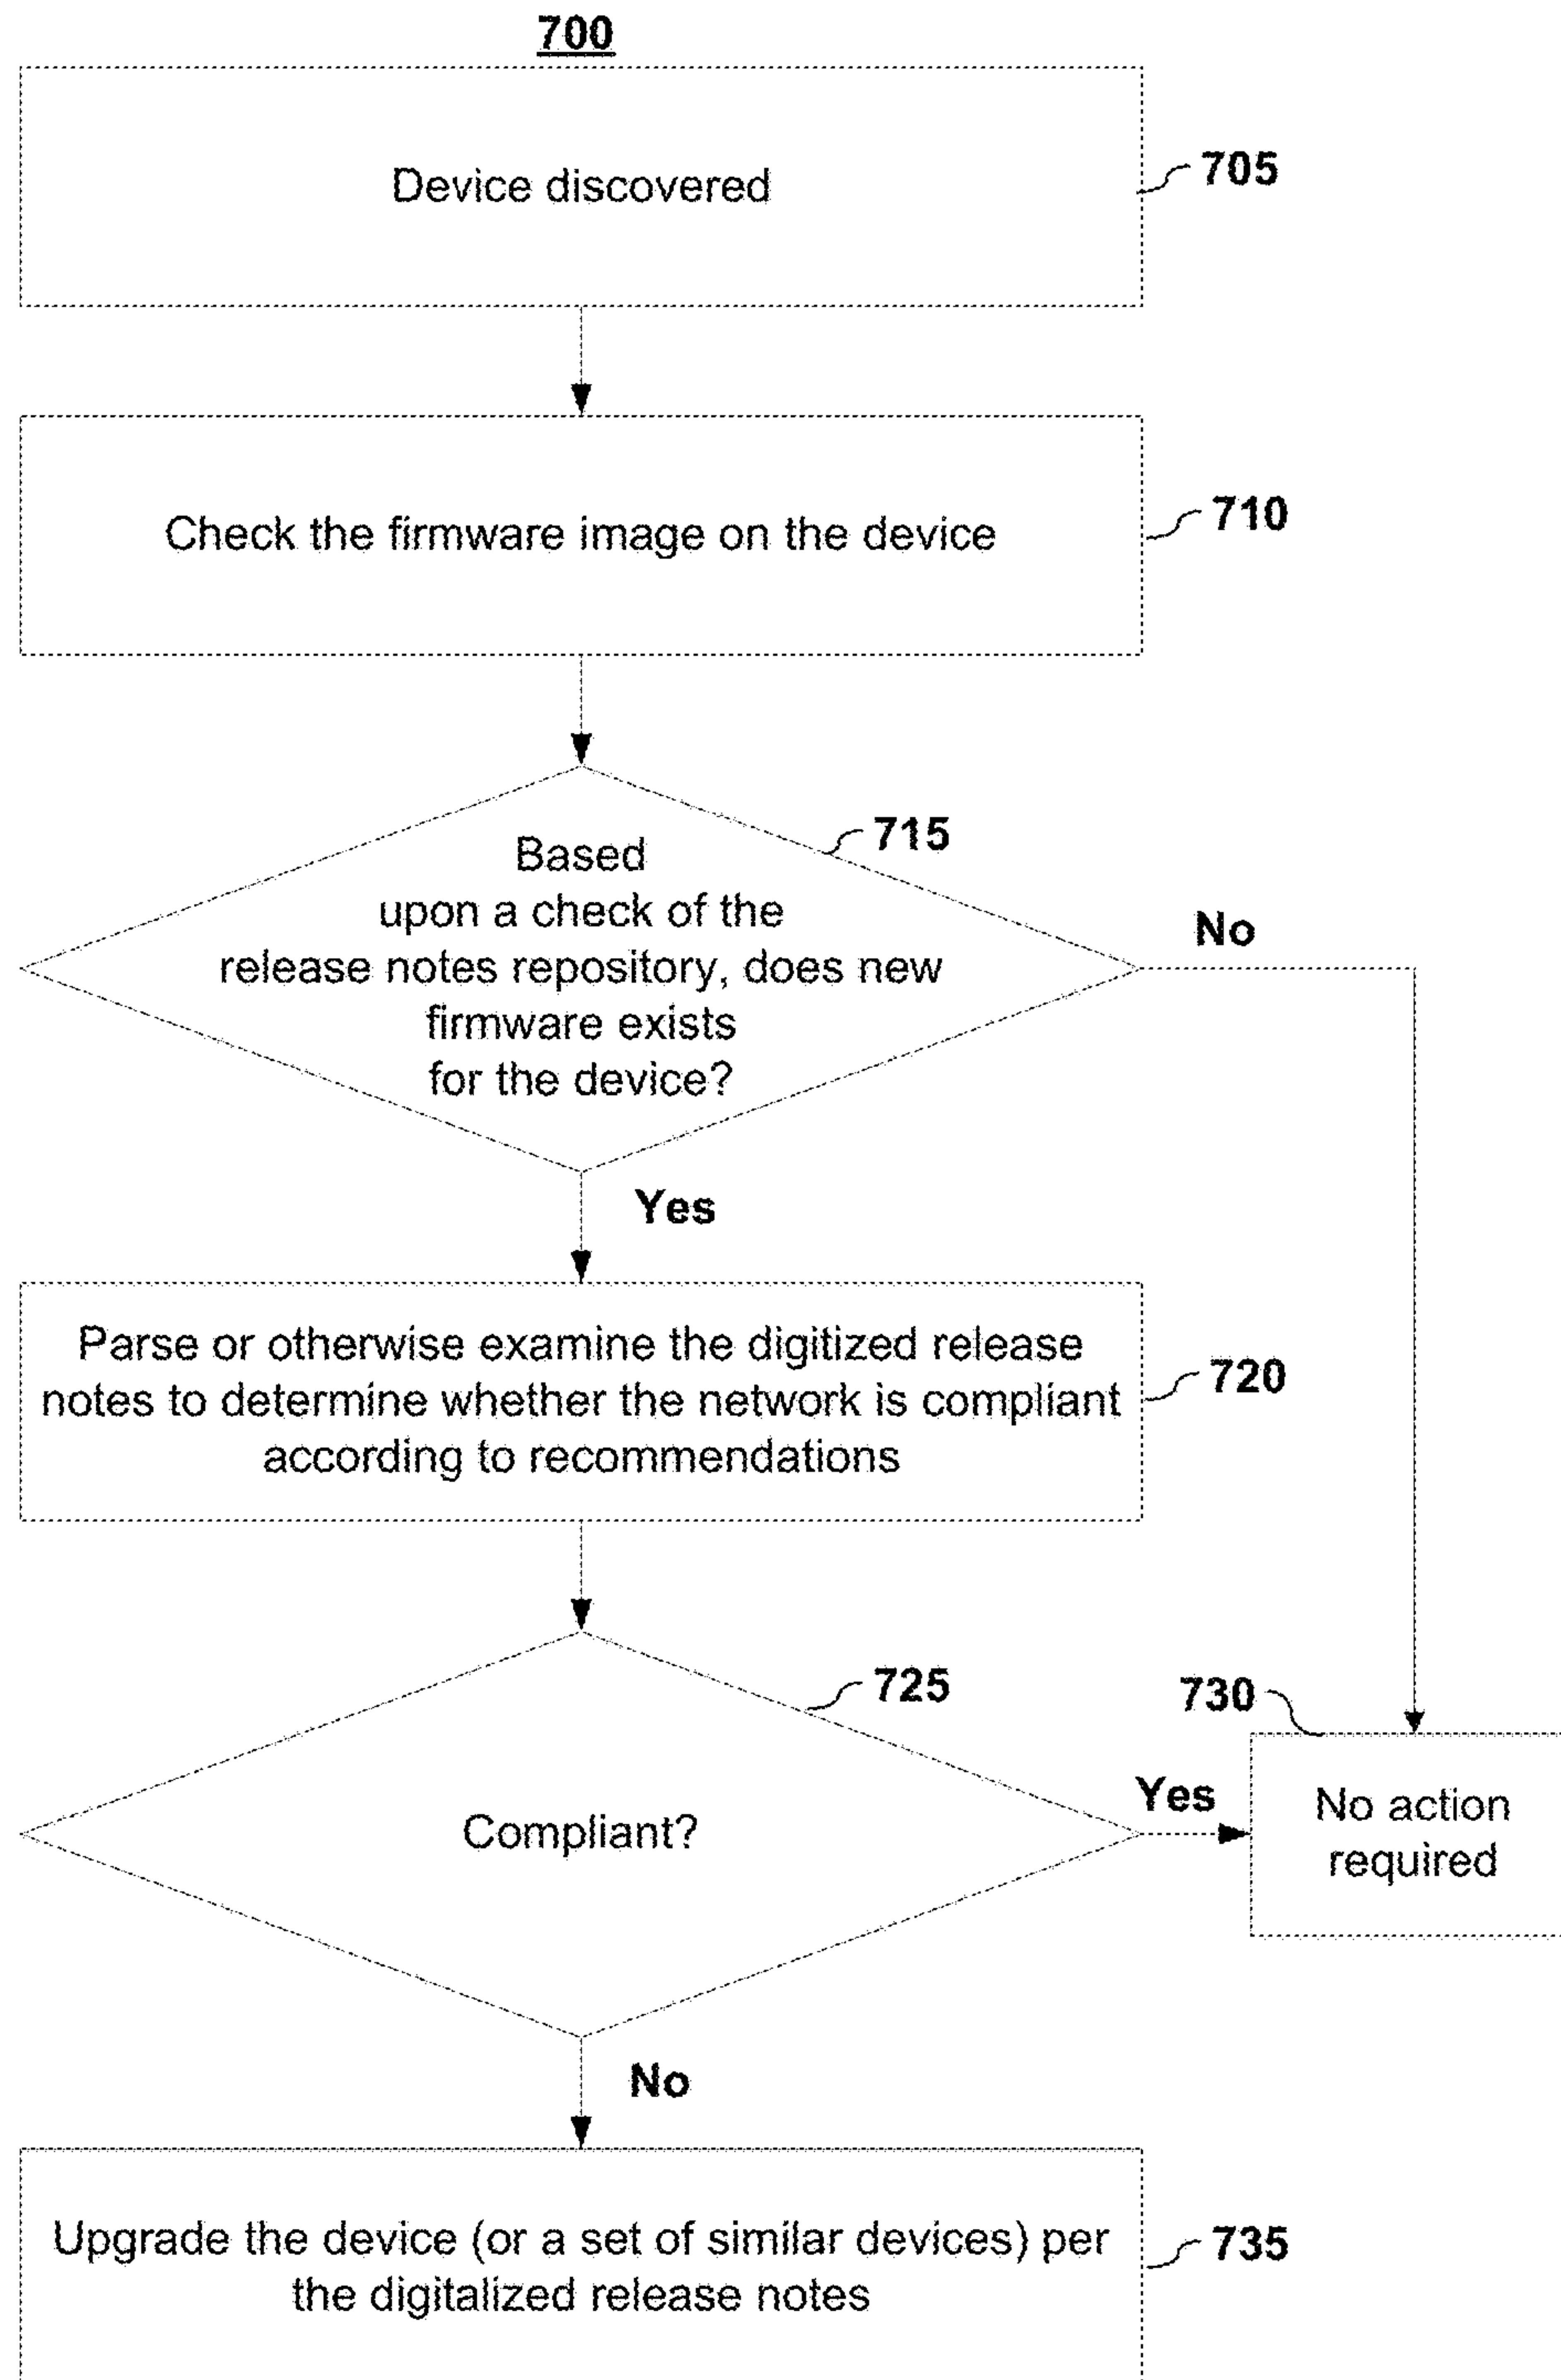 700
Device discovered
705
Check the firmware image on the device
710
715
Based
upon a check of the
release notes repository, does new
firmware exists
for the device?
No
Yes
Parse or otherwise examine the digitized release
notes to determine whether the network is compliant
according to recommendations
720
725
Compliant?
Yes
730
No action
required
No
Upgrade the device (or a set of similar devices) per
the digitalized release notes
735